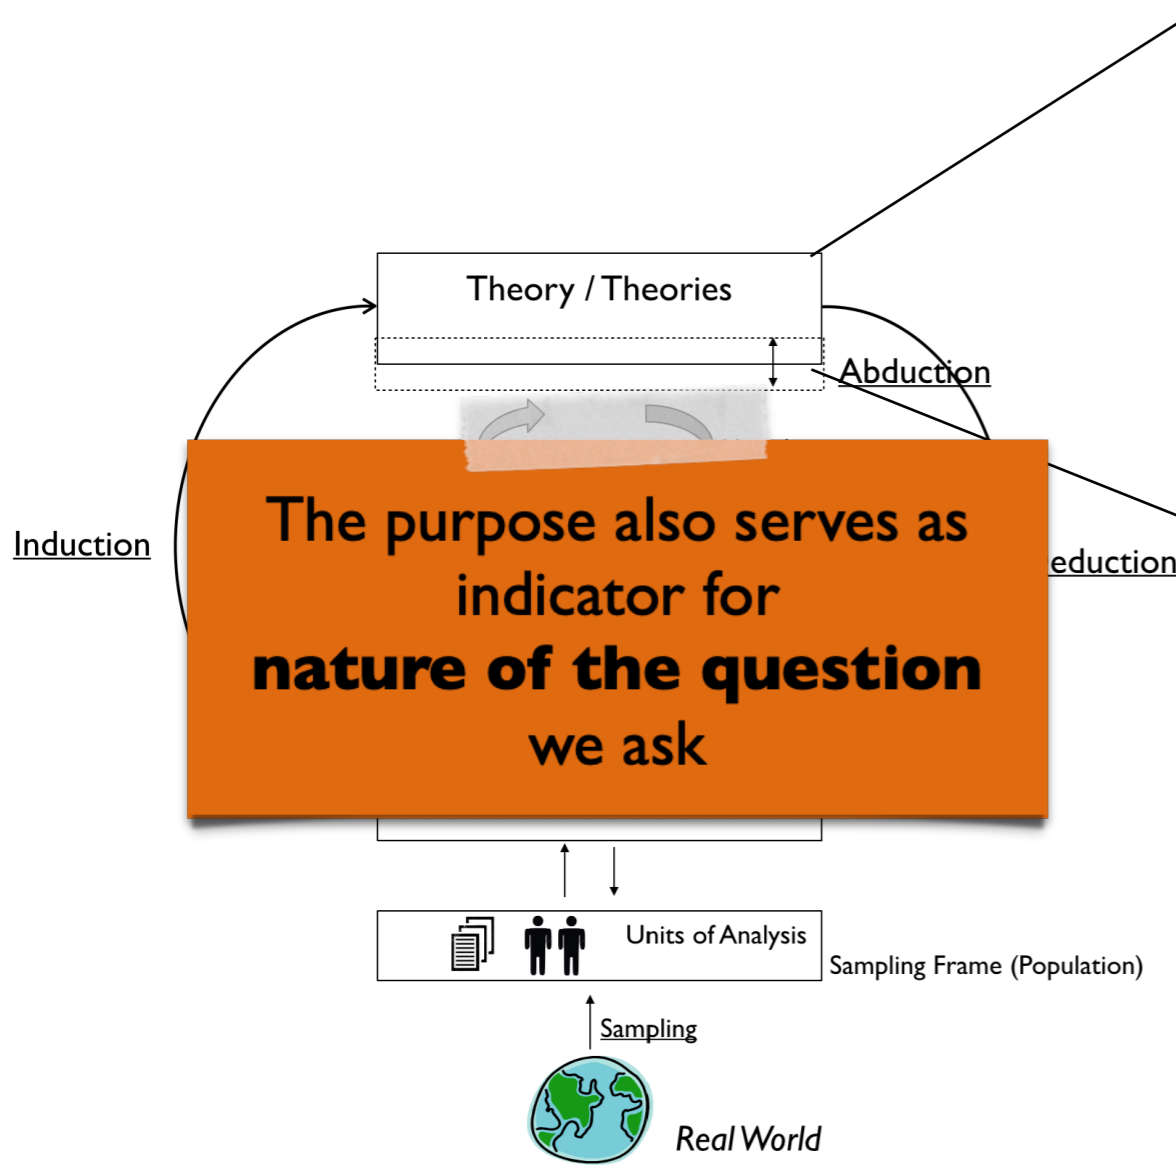 Theory / Theories
Abduction
Induction
The purpose also serves as
indicator for
nature of the question
we ask
eduction
Units of Analysis
Sampling Frame (Population)
Sampling
Real World